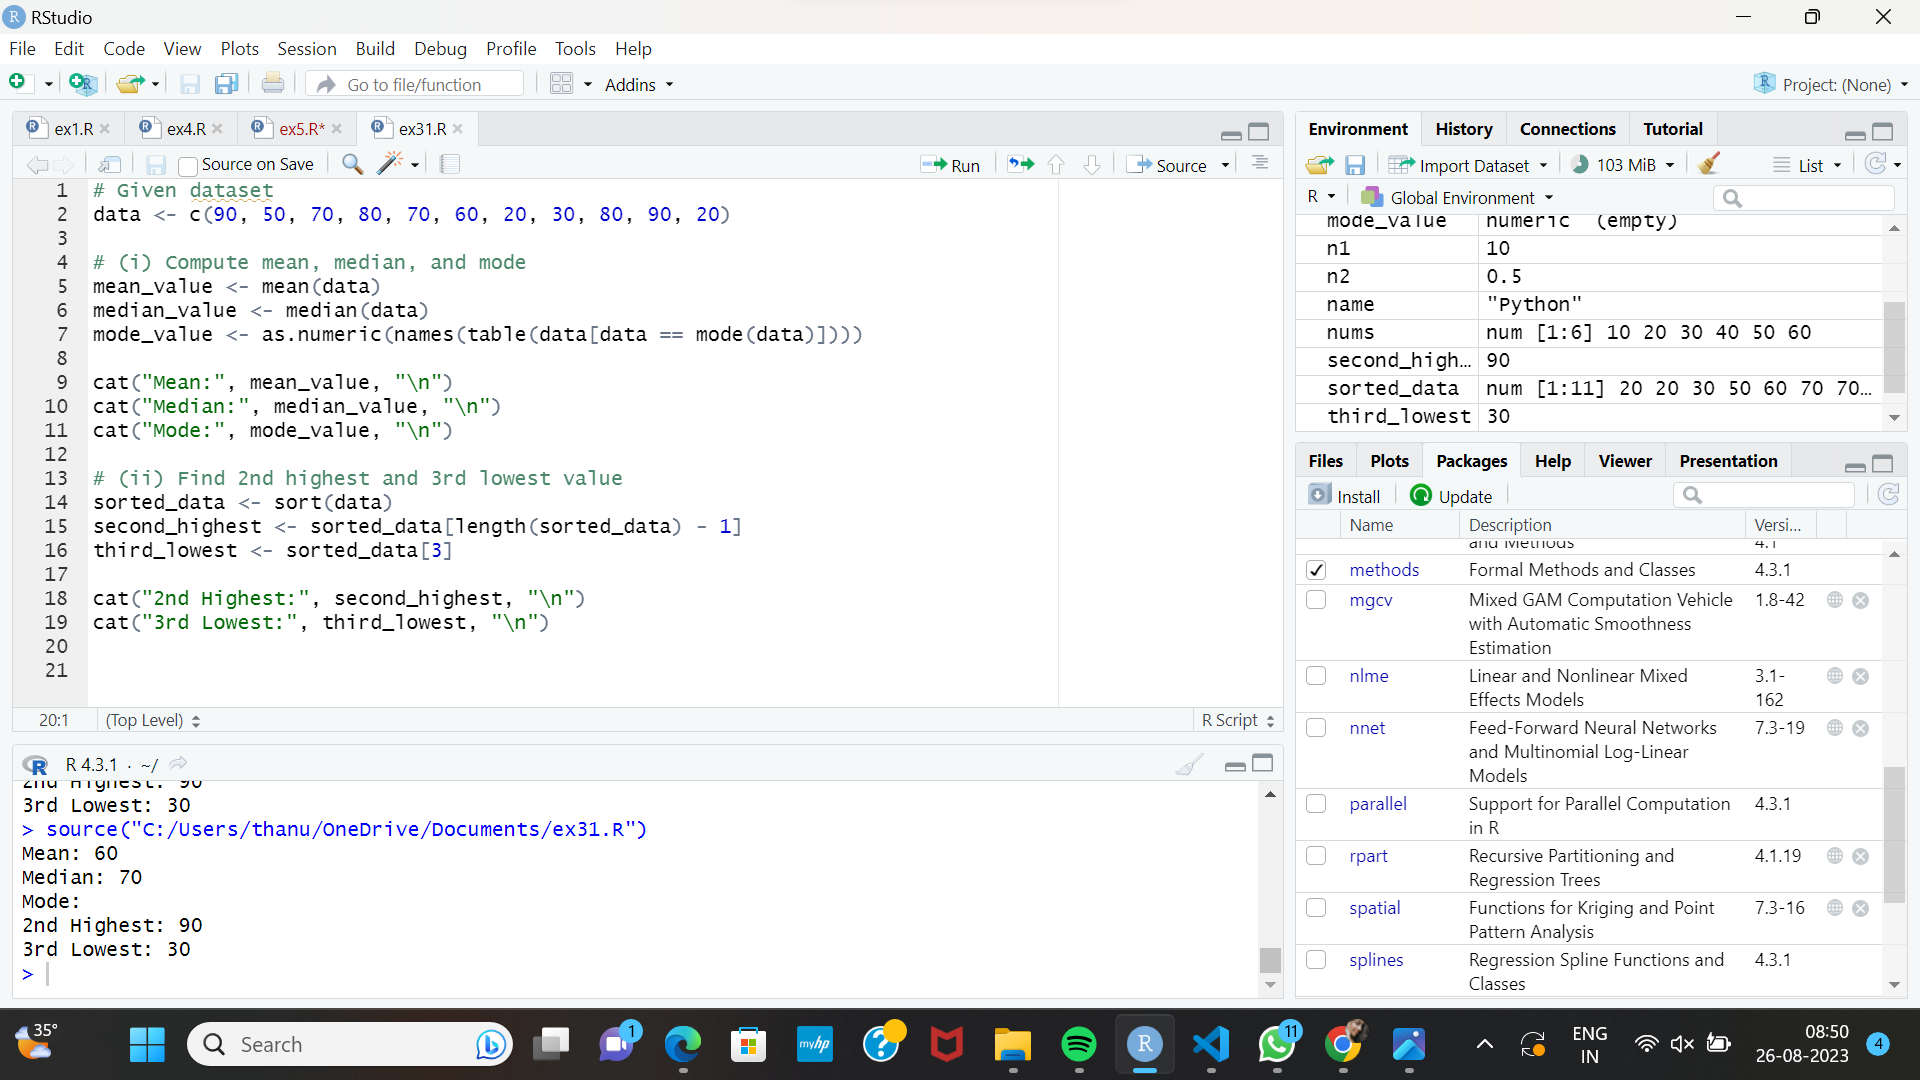 RStudio
File Edit Code View Plots Session Build Debug Profile Tools Help
Go to file/function Addins Project: (None)
ex1.R ex4.R ex5.R* ex31.R
Source on Save Run Source
1 # Given dataset
2 data <- c(90, 50, 70, 80, 70, 60, 20, 30, 80, 90, 20)
3
4 # (i) Compute mean, median, and mode
5 mean_value <- mean(data)
6 median_value <- median(data)
7 mode_value <- as.numeric(names(table(data[data == mode(data)])))
8
9 cat("Mean:", mean_value, "\n")
10 cat("Median:", median_value, "\n")
11 cat("Mode:", mode_value, "\n")
12
13 # (ii) Find 2nd highest and 3rd lowest value
14 sorted_data <- sort(data)
15 second_highest <- sorted_data[length(sorted_data) - 1]
16 third_lowest <- sorted_data[3]
17
18 cat("2nd Highest:", second_highest, "\n")
19 cat("3rd Lowest:", third_lowest, "\n")
20
21
20:1 (Top Level) R Script
R 4.3.1 · ~/
2nd Highest: 90
3rd Lowest: 30
> source("C:/Users/thanu/OneDrive/Documents/ex31.R")
Mean: 60
Median: 70
Mode:
2nd Highest: 90
3rd Lowest: 30
>
Environment History Connections Tutorial
Import Dataset 103 MiB List
R Global Environment
mode_value numeric (empty)
n1 10
n2 0.5
name "Python"
nums num [1:6] 10 20 30 40 50 60
second_high… 90
sorted_data num [1:11] 20 20 30 50 60 70 70…
third_lowest 30
Files Plots Packages Help Viewer Presentation
Install Update
Name Description Versi...
and Methods 4.1
methods Formal Methods and Classes 4.3.1
mgcv Mixed GAM Computation Vehicle 1.8-42
with Automatic Smoothness
Estimation
nlme Linear and Nonlinear Mixed 3.1-
Effects Models 162
nnet Feed-Forward Neural Networks 7.3-19
and Multinomial Log-Linear
Models
parallel Support for Parallel Computation 4.3.1
in R
rpart Recursive Partitioning and 4.1.19
Regression Trees
spatial Functions for Kriging and Point 7.3-16
Pattern Analysis
splines Regression Spline Functions and 4.3.1
Classes
35° Search 1 myhp R 11 ENG
IN
08:50
26-08-2023
4